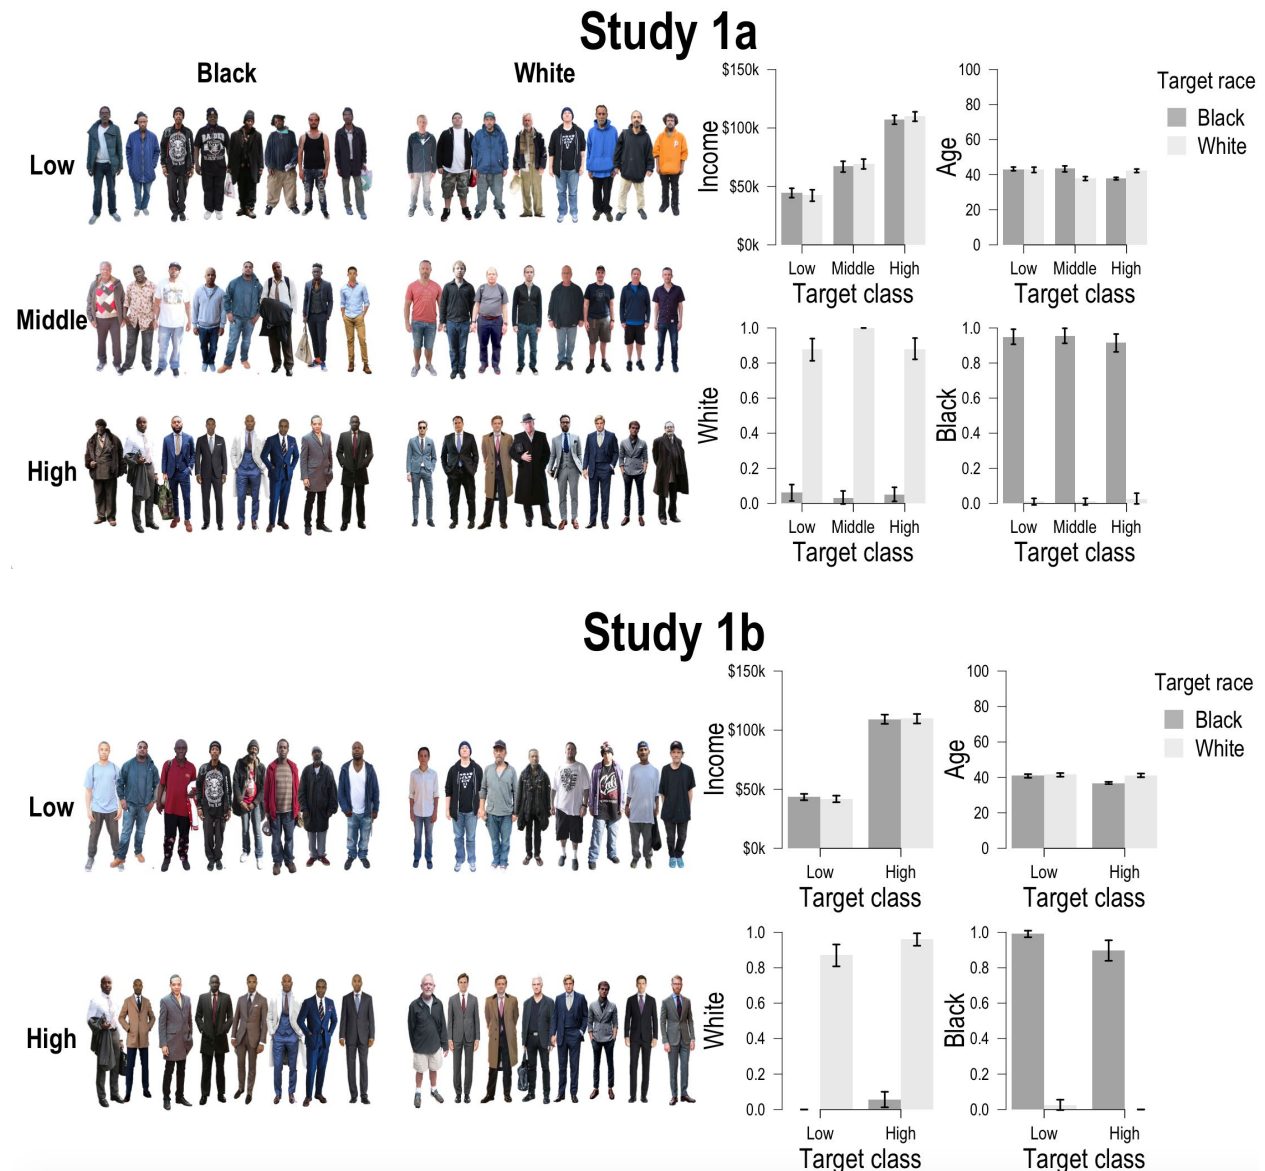 Study 1a
Black
White
Low
Middle
High
$150k
$100k
$50k
$0k
Income
Low Middle High
Target class
100
80
60
40
20
0
Age
Low Middle High
Target class
Target race
Black
White
1.0
0.8
0.6
0.4
0.2
0.0
White
Low Middle High
Target class
1.0
0.8
0.6
0.4
0.2
0.0
Black
Low Middle High
Target class
Study 1b
Low
High
$150k
$100k
$50k
$0k
Income
Low High
Target class
100
80
60
40
20
0
Age
Low High
Target class
Target race
Black
White
1.0
0.8
0.6
0.4
0.2
0.0
White
Low High
Target class
1.0
0.8
0.6
0.4
0.2
0.0
Black
Low High
Target class